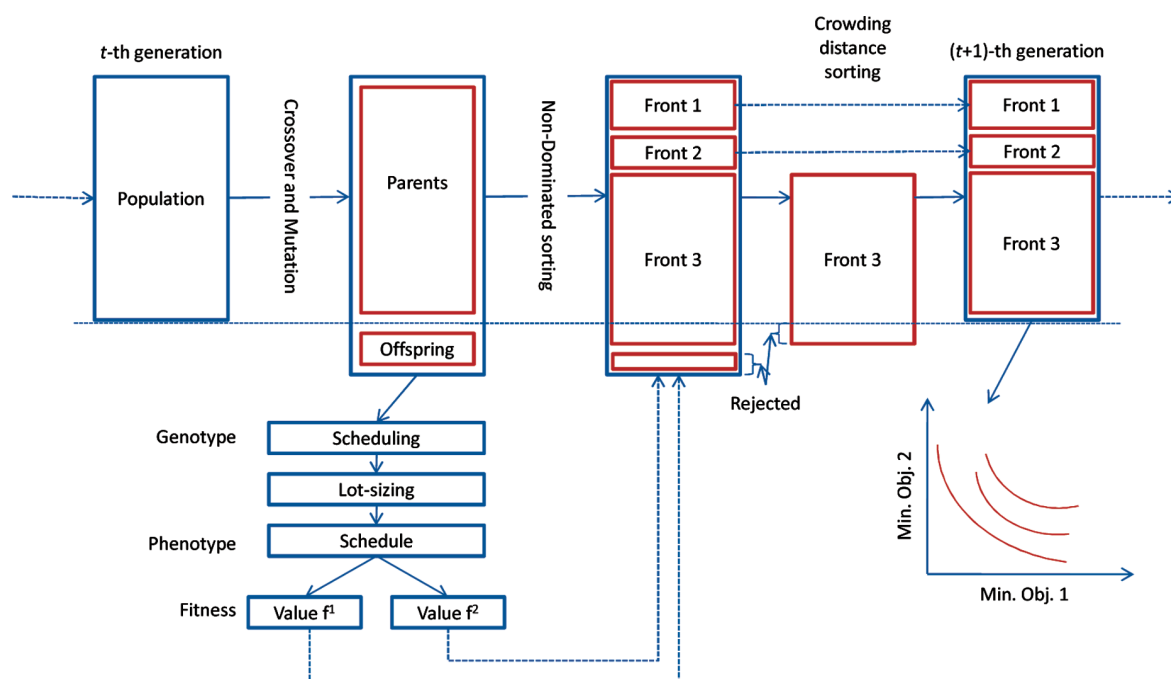 t-th generation
Crowding
distance
sorting
(t+1)-th generation
Population
Crossover and Mutation
Parents
Non-Dominated sorting
Front 1
Front 2
Front 3
Front 3
Front 1
Front 2
Front 3
Offspring
Rejected
Genotype
Scheduling
Lot-sizing
Phenotype
Schedule
Fitness
Value f¹
Value f²
Min. Obj. 2
Min. Obj. 1